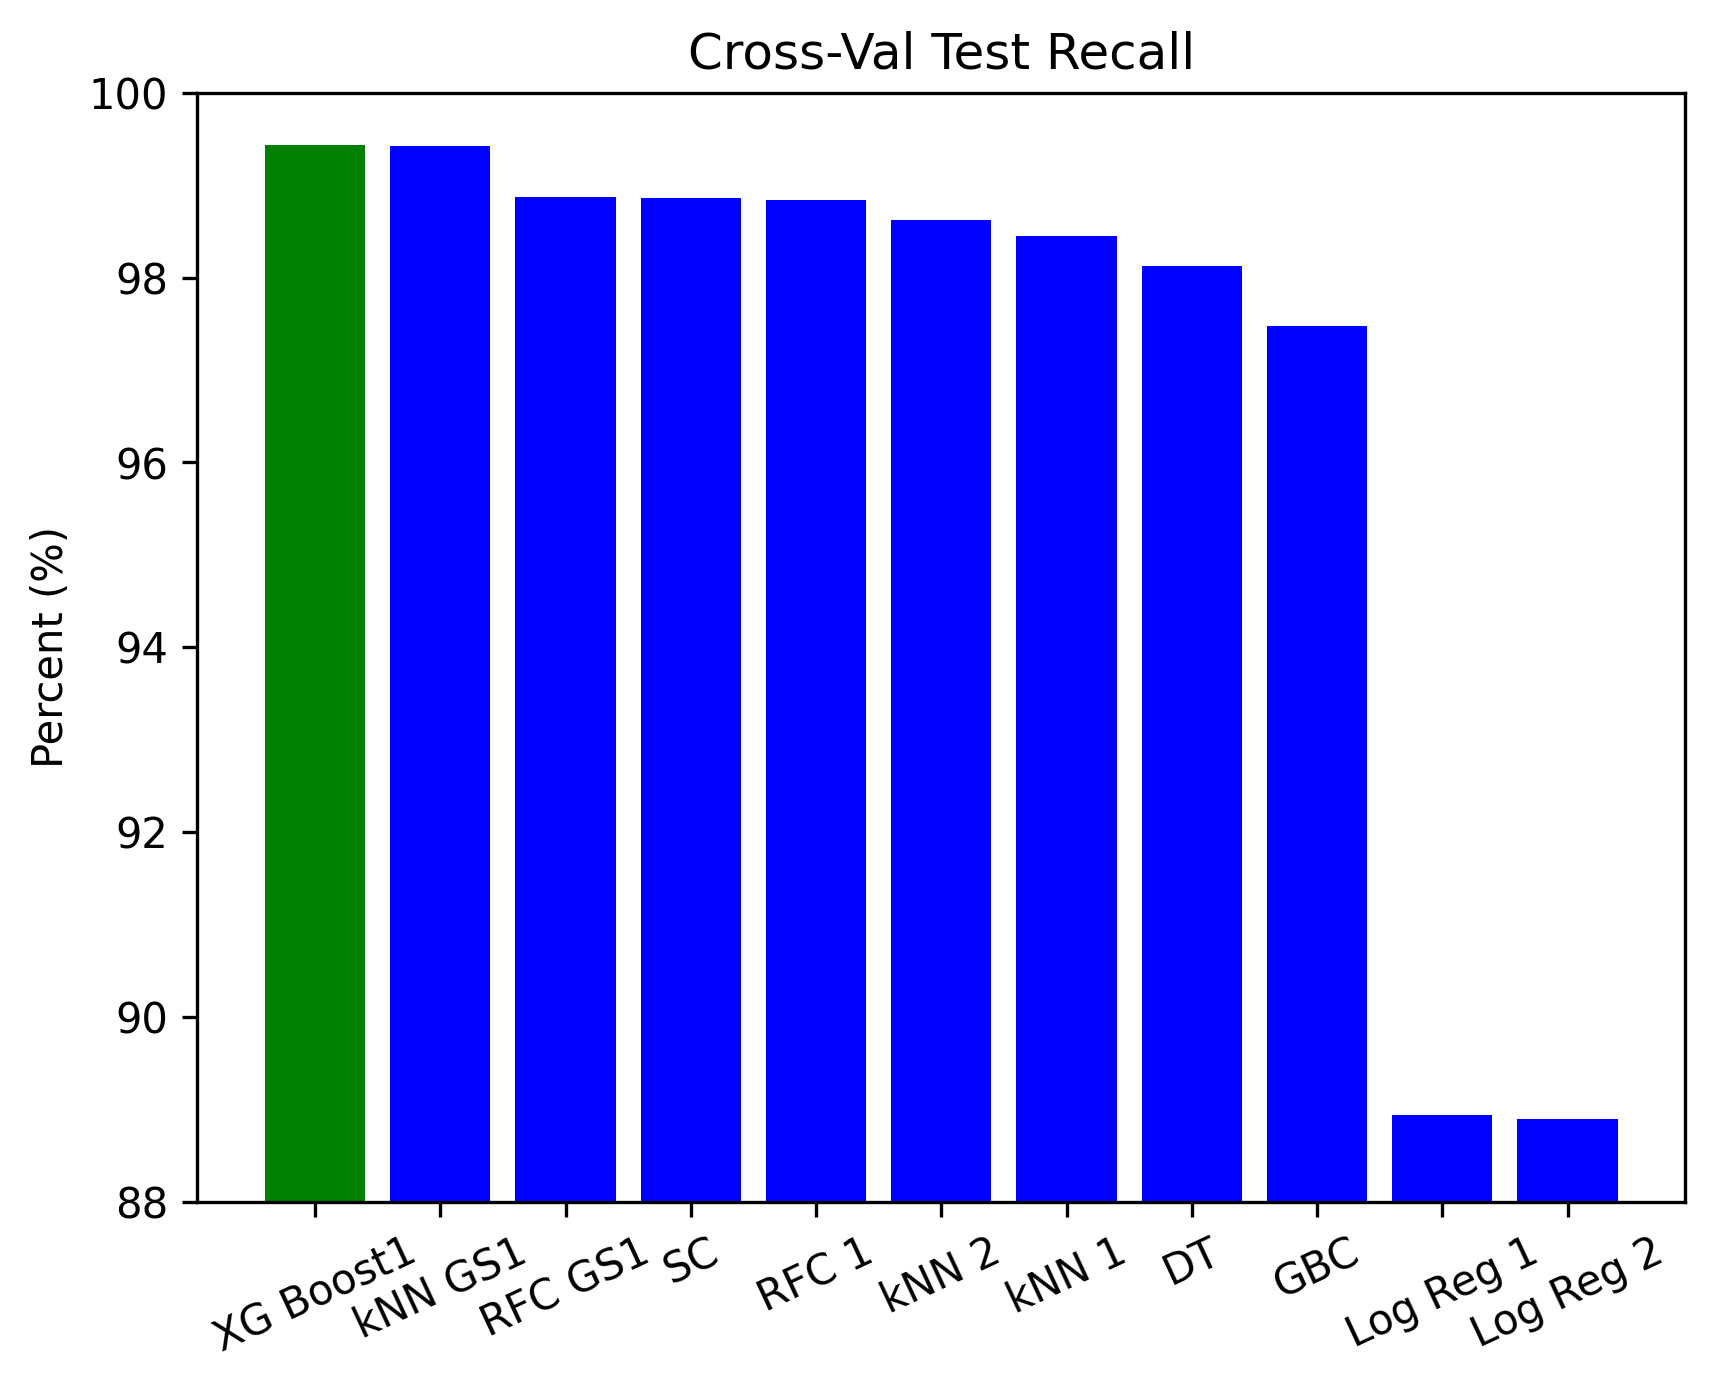 Cross-Val Test Recall
100
98
96
94
92
90
88
Percent (%)
XG Boost1
kNN GS1
RFC GS1
SC
RFC 1
kNN 2
kNN 1
DT
GBC
Log Reg 1
Log Reg 2